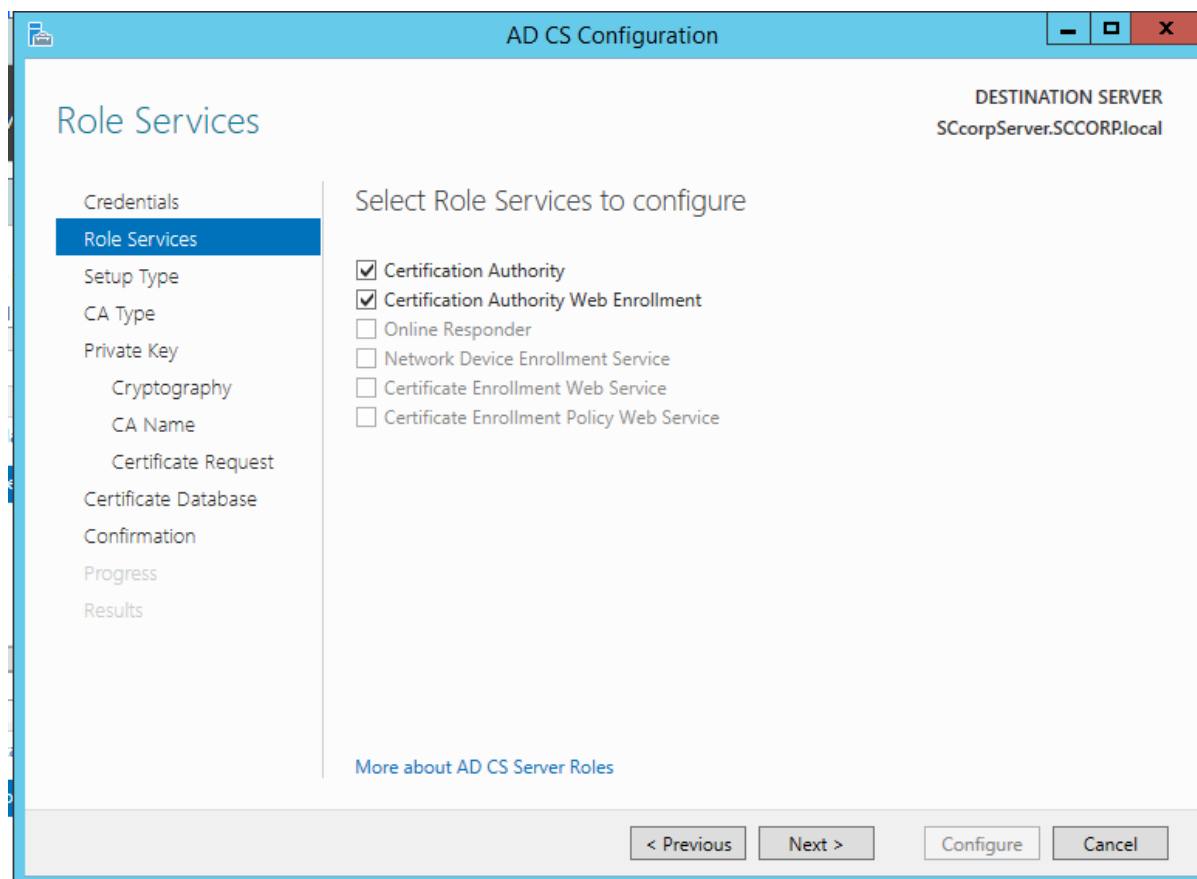 AD CS Configuration
Role Services
DESTINATION SERVER
SCcorpServer.SCCORP.local
Credentials
Role Services
Setup Type
CA Type
Private Key
Cryptography
CA Name
Certificate Request
Certificate Database
Confirmation
Progress
Results
Select Role Services to configure
Certification Authority
Certification Authority Web Enrollment
Online Responder
Network Device Enrollment Service
Certificate Enrollment Web Service
Certificate Enrollment Policy Web Service
More about AD CS Server Roles
< Previous
Next >
Configure
Cancel